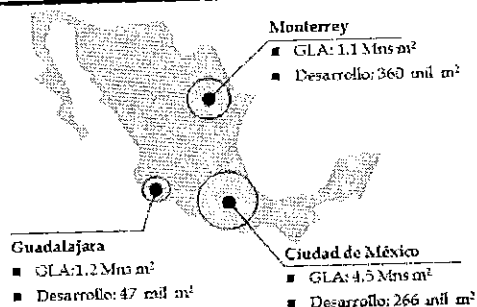 Monterrey
■ GLA: 1.1 Mns m²
■ Desarrollo: 360 mil m²
Guadalajara
■ GLA: 1.2 Mns m²
■ Desarrollo: 47 mil m²
Ciudad de México
■ GLA: 4.5 Mns m²
■ Desarrollo: 266 mil m²